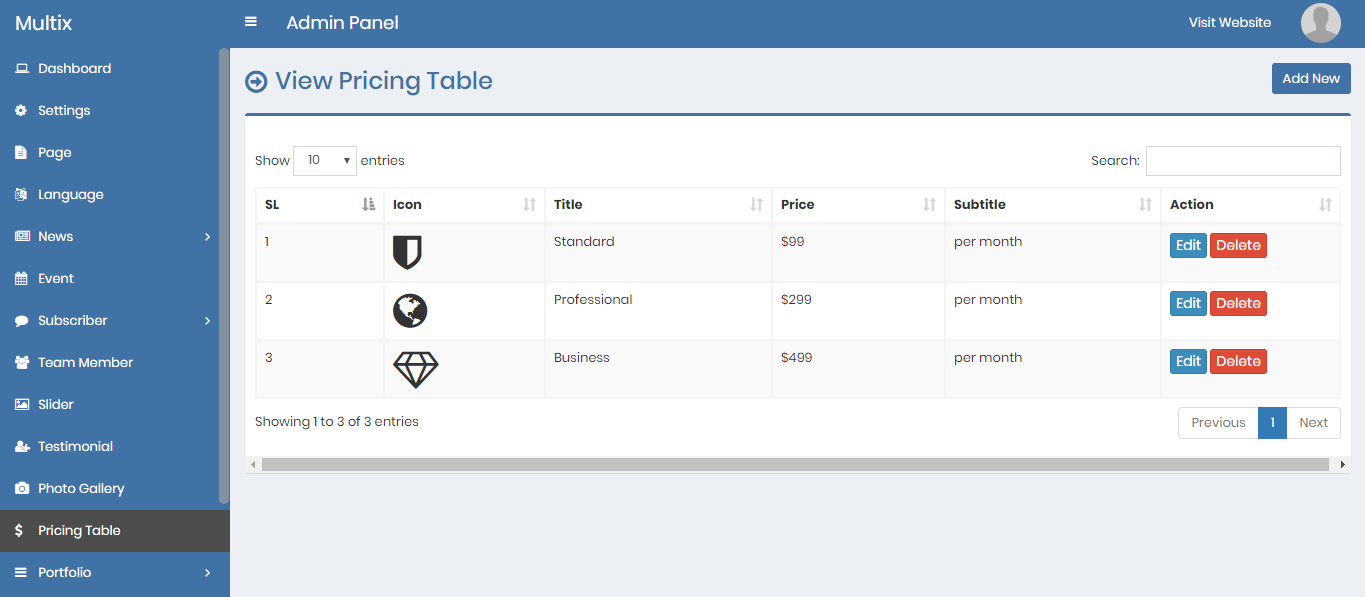 Multix
Admin Panel
Visit Website
Dashboard
Settings
Page
Language
News
Event
Subscriber
Team Member
Slider
Testimonial
Photo Gallery
Pricing Table
Portfolio
View Pricing Table
Add New
Show 10 entries
Search:
SL Icon Title Price Subtitle Action
1 Standard $99 per month Edit Delete
2 Professional $299 per month Edit Delete
3 Business $499 per month Edit Delete
Showing 1 to 3 of 3 entries
Previous 1 Next